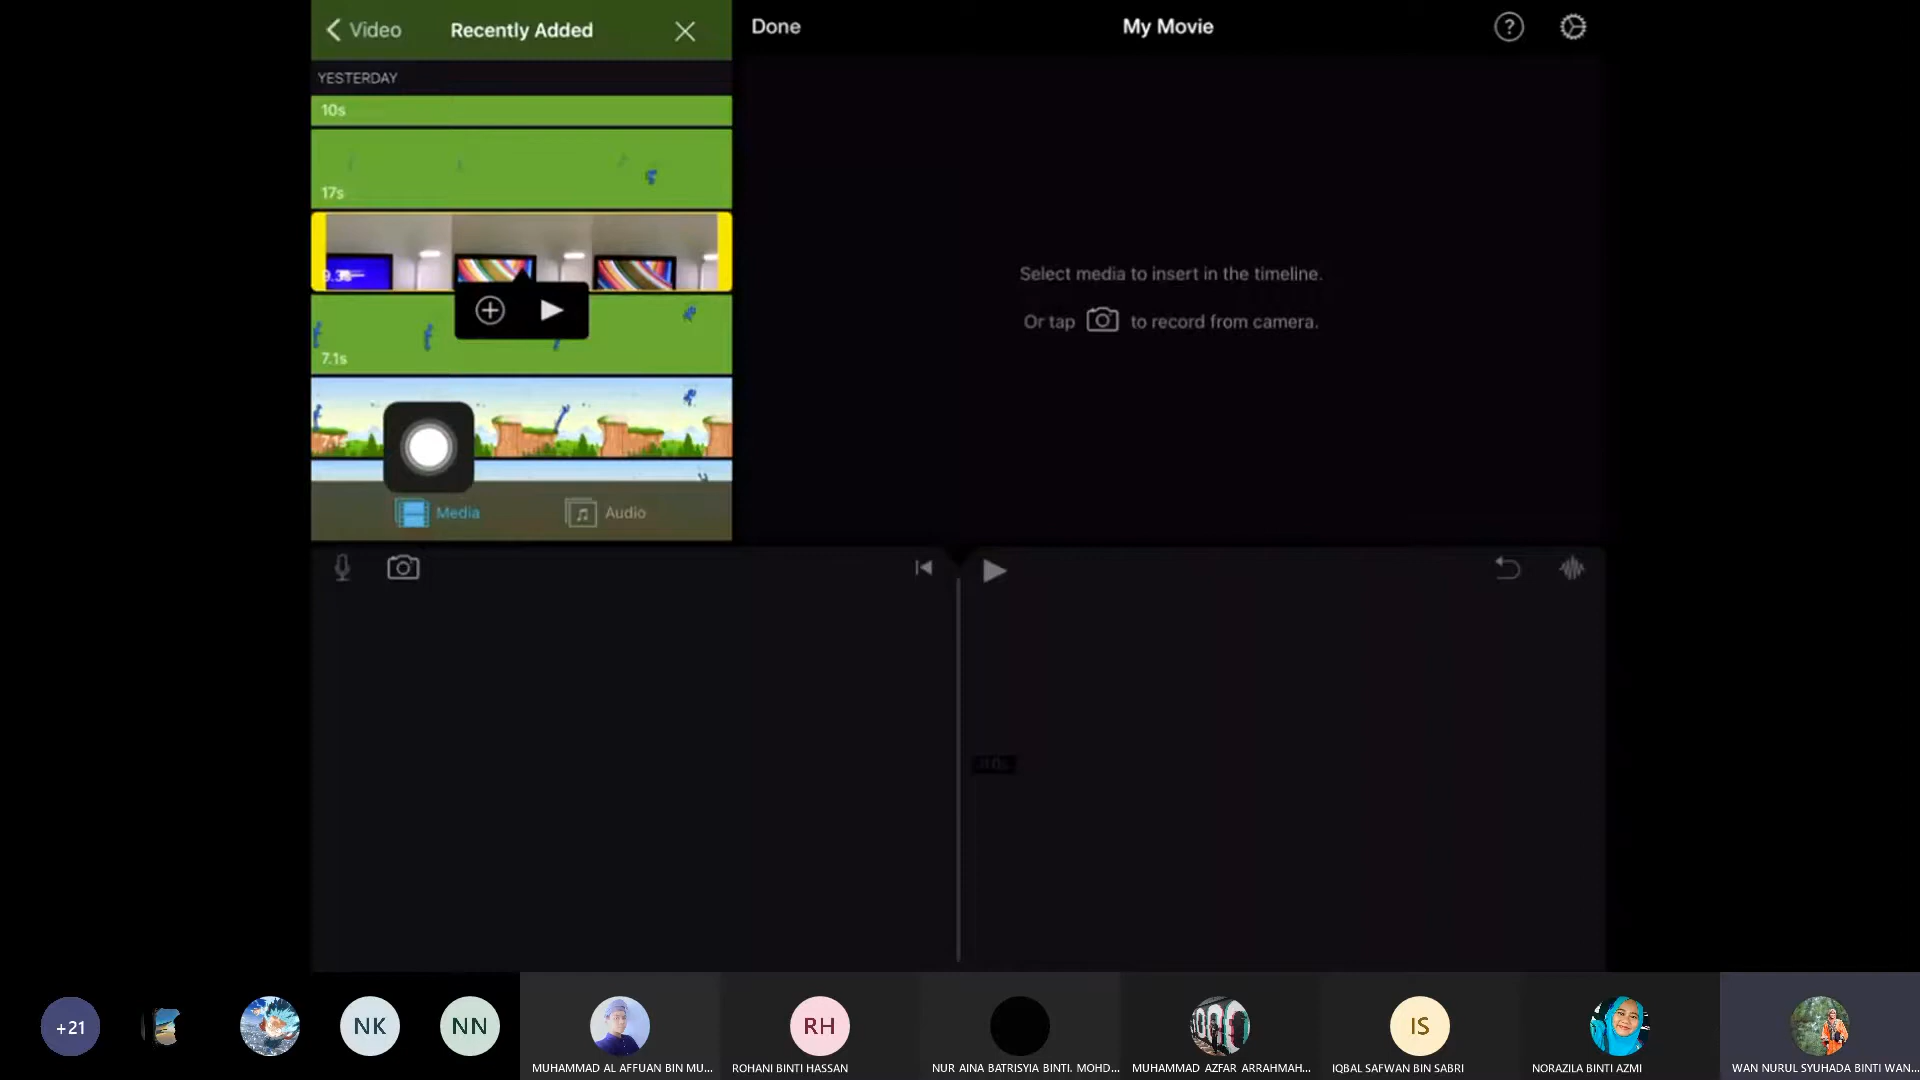 Video
Recently Added
Done
My Movie
?
YESTERDAY
10s
17s
Select media to insert in the timeline.
Or tap to record from camera.
7.1s
7.1s
Media
Audio
+21
NK
NN
RH
IS
MUHAMMAD AL AFFUAN BIN MU...
ROHANI BINTI HASSAN
NUR AINA BATRISYIA BINTI. MOHD...
MUHAMMAD AZFAR ARRAHMAH...
IQBAL SAFWAN BIN SABRI
NORAZILA BINTI AZMI
WAN NURUL SYUHADA BINTI WAN...